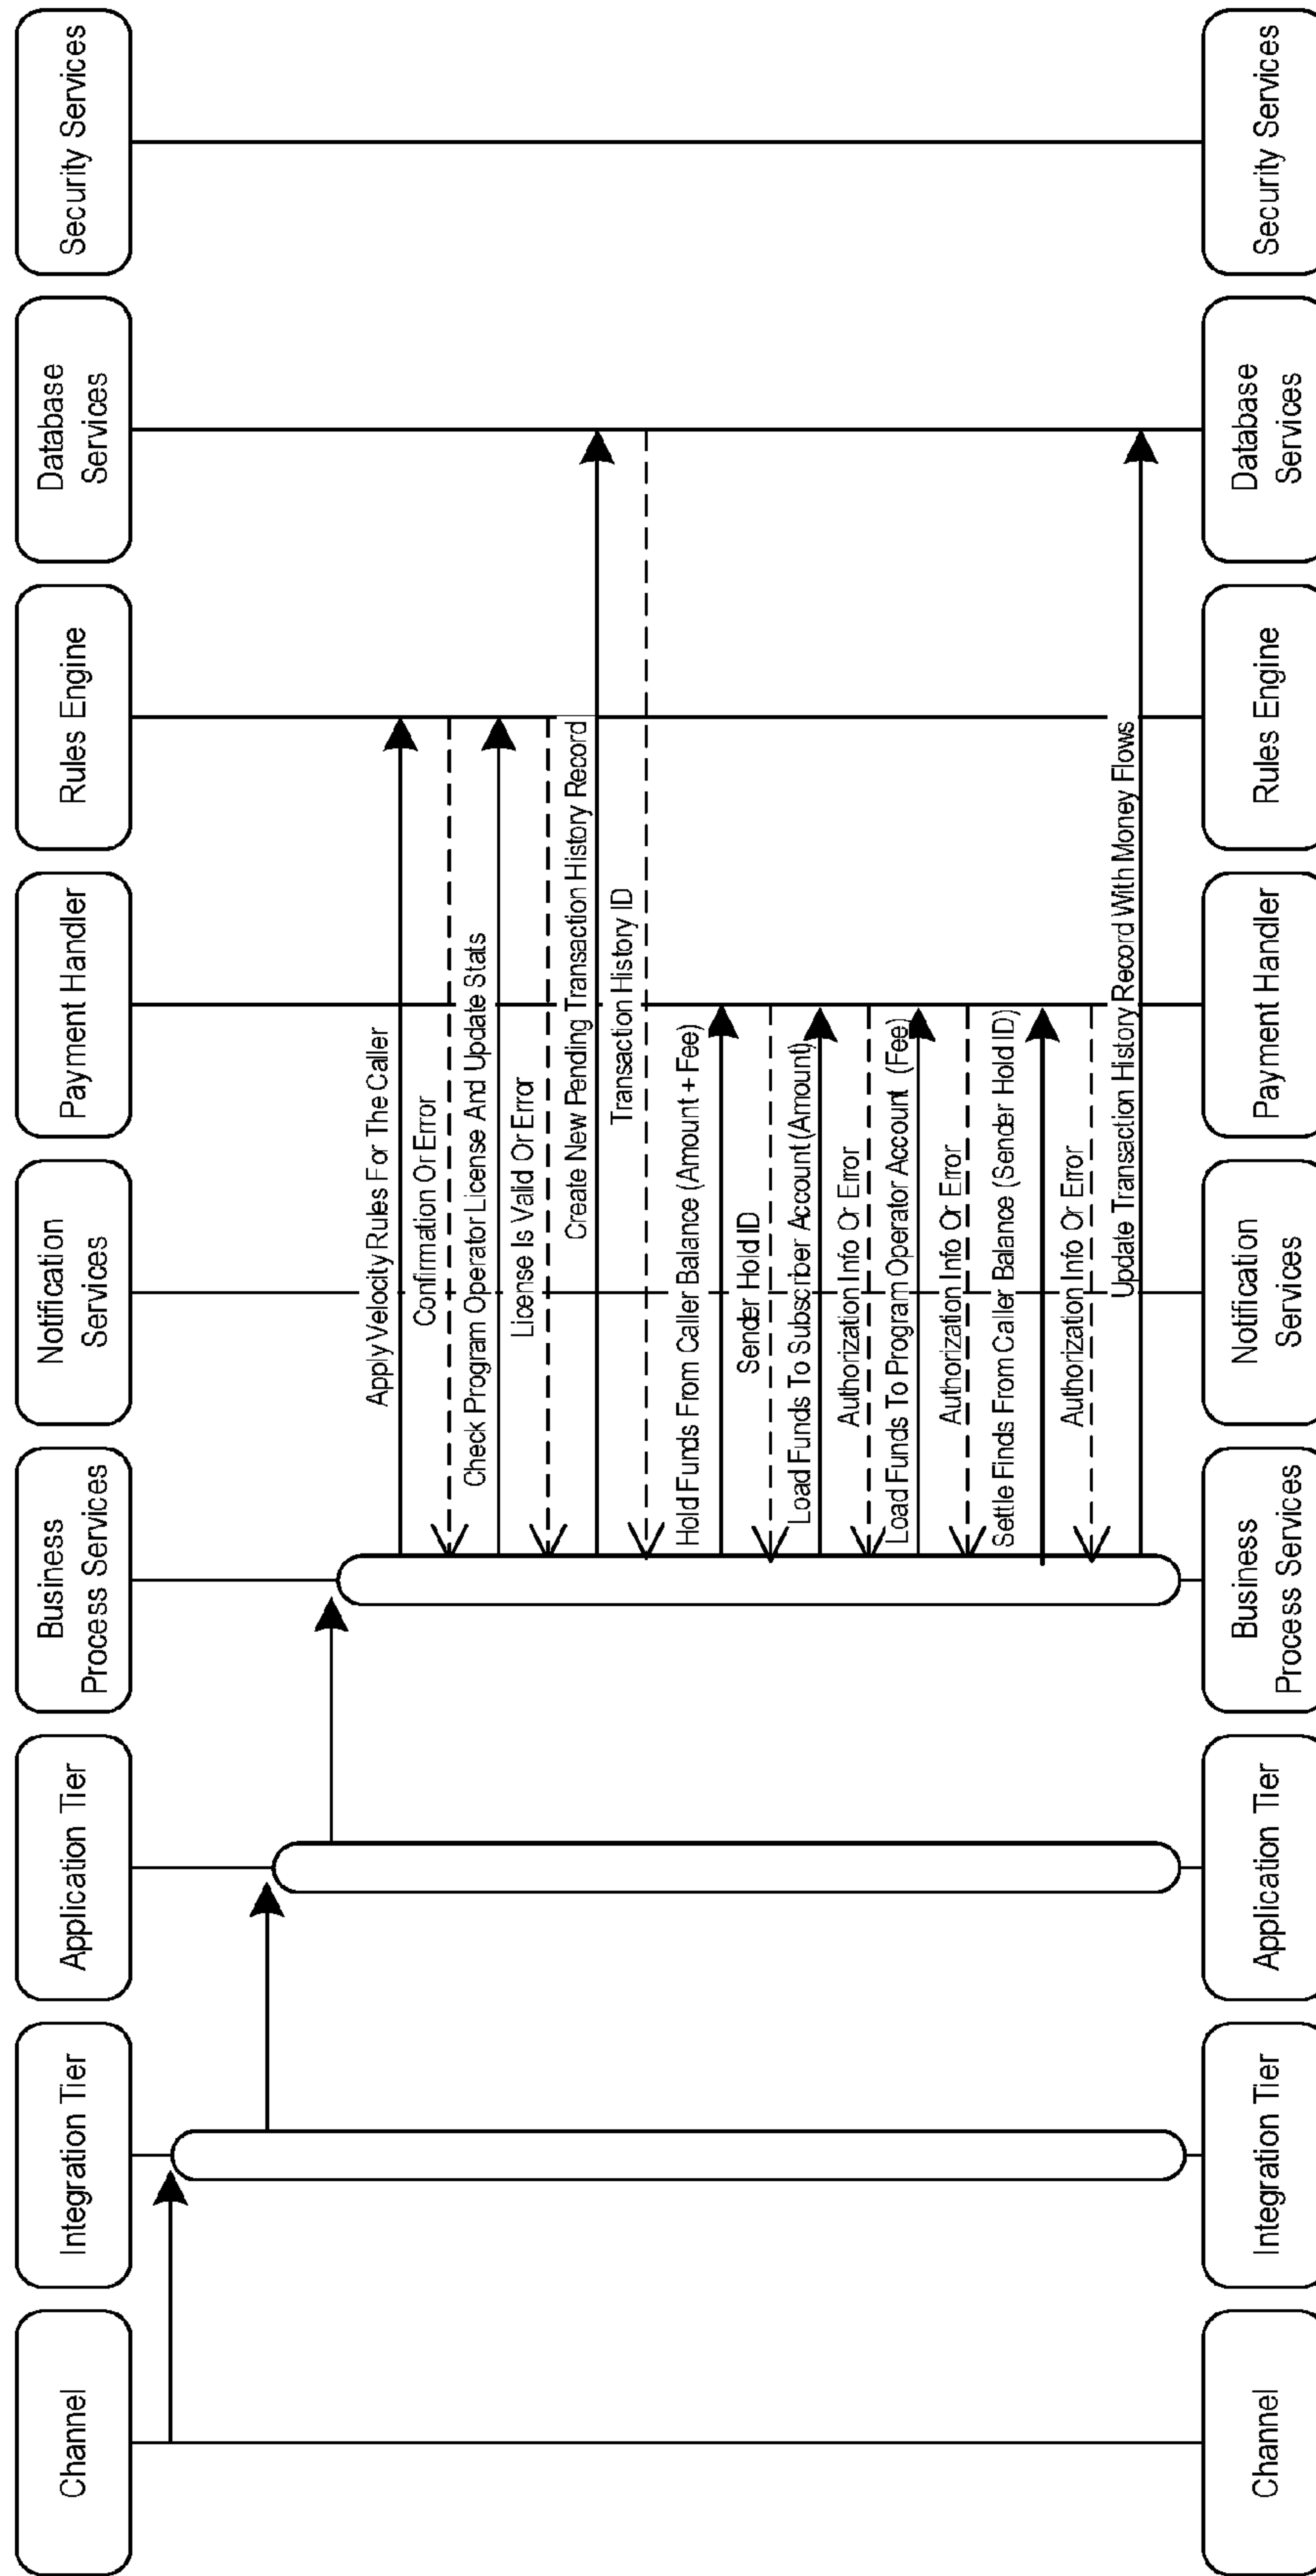 Channel
Integration Tier
Application Tier
Business
Process Services
Notification
Services
Payment Handler
Rules Engine
Database
Services
Security Services
Apply Velocity Rules For The Caller
Confirmation Or Error
Check Program Operator License And Update Stats
License Is Valid Or Error
Create New Pending Transaction History Record
Transaction History ID
Hold Funds From Caller Balance (Amount + Fee)
Sender Hold ID
Load Funds To Subscriber Account (Amount)
Authorization Info Or Error
Load Funds To Program Operator Account (Fee)
Authorization Info Or Error
Settle Finds From Caller Balance (Sender Hold ID)
Authorization Info Or Error
Update Transaction History Record With Money Flows
Channel
Integration Tier
Application Tier
Business
Process Services
Notification
Services
Payment Handler
Rules Engine
Database
Services
Security Services